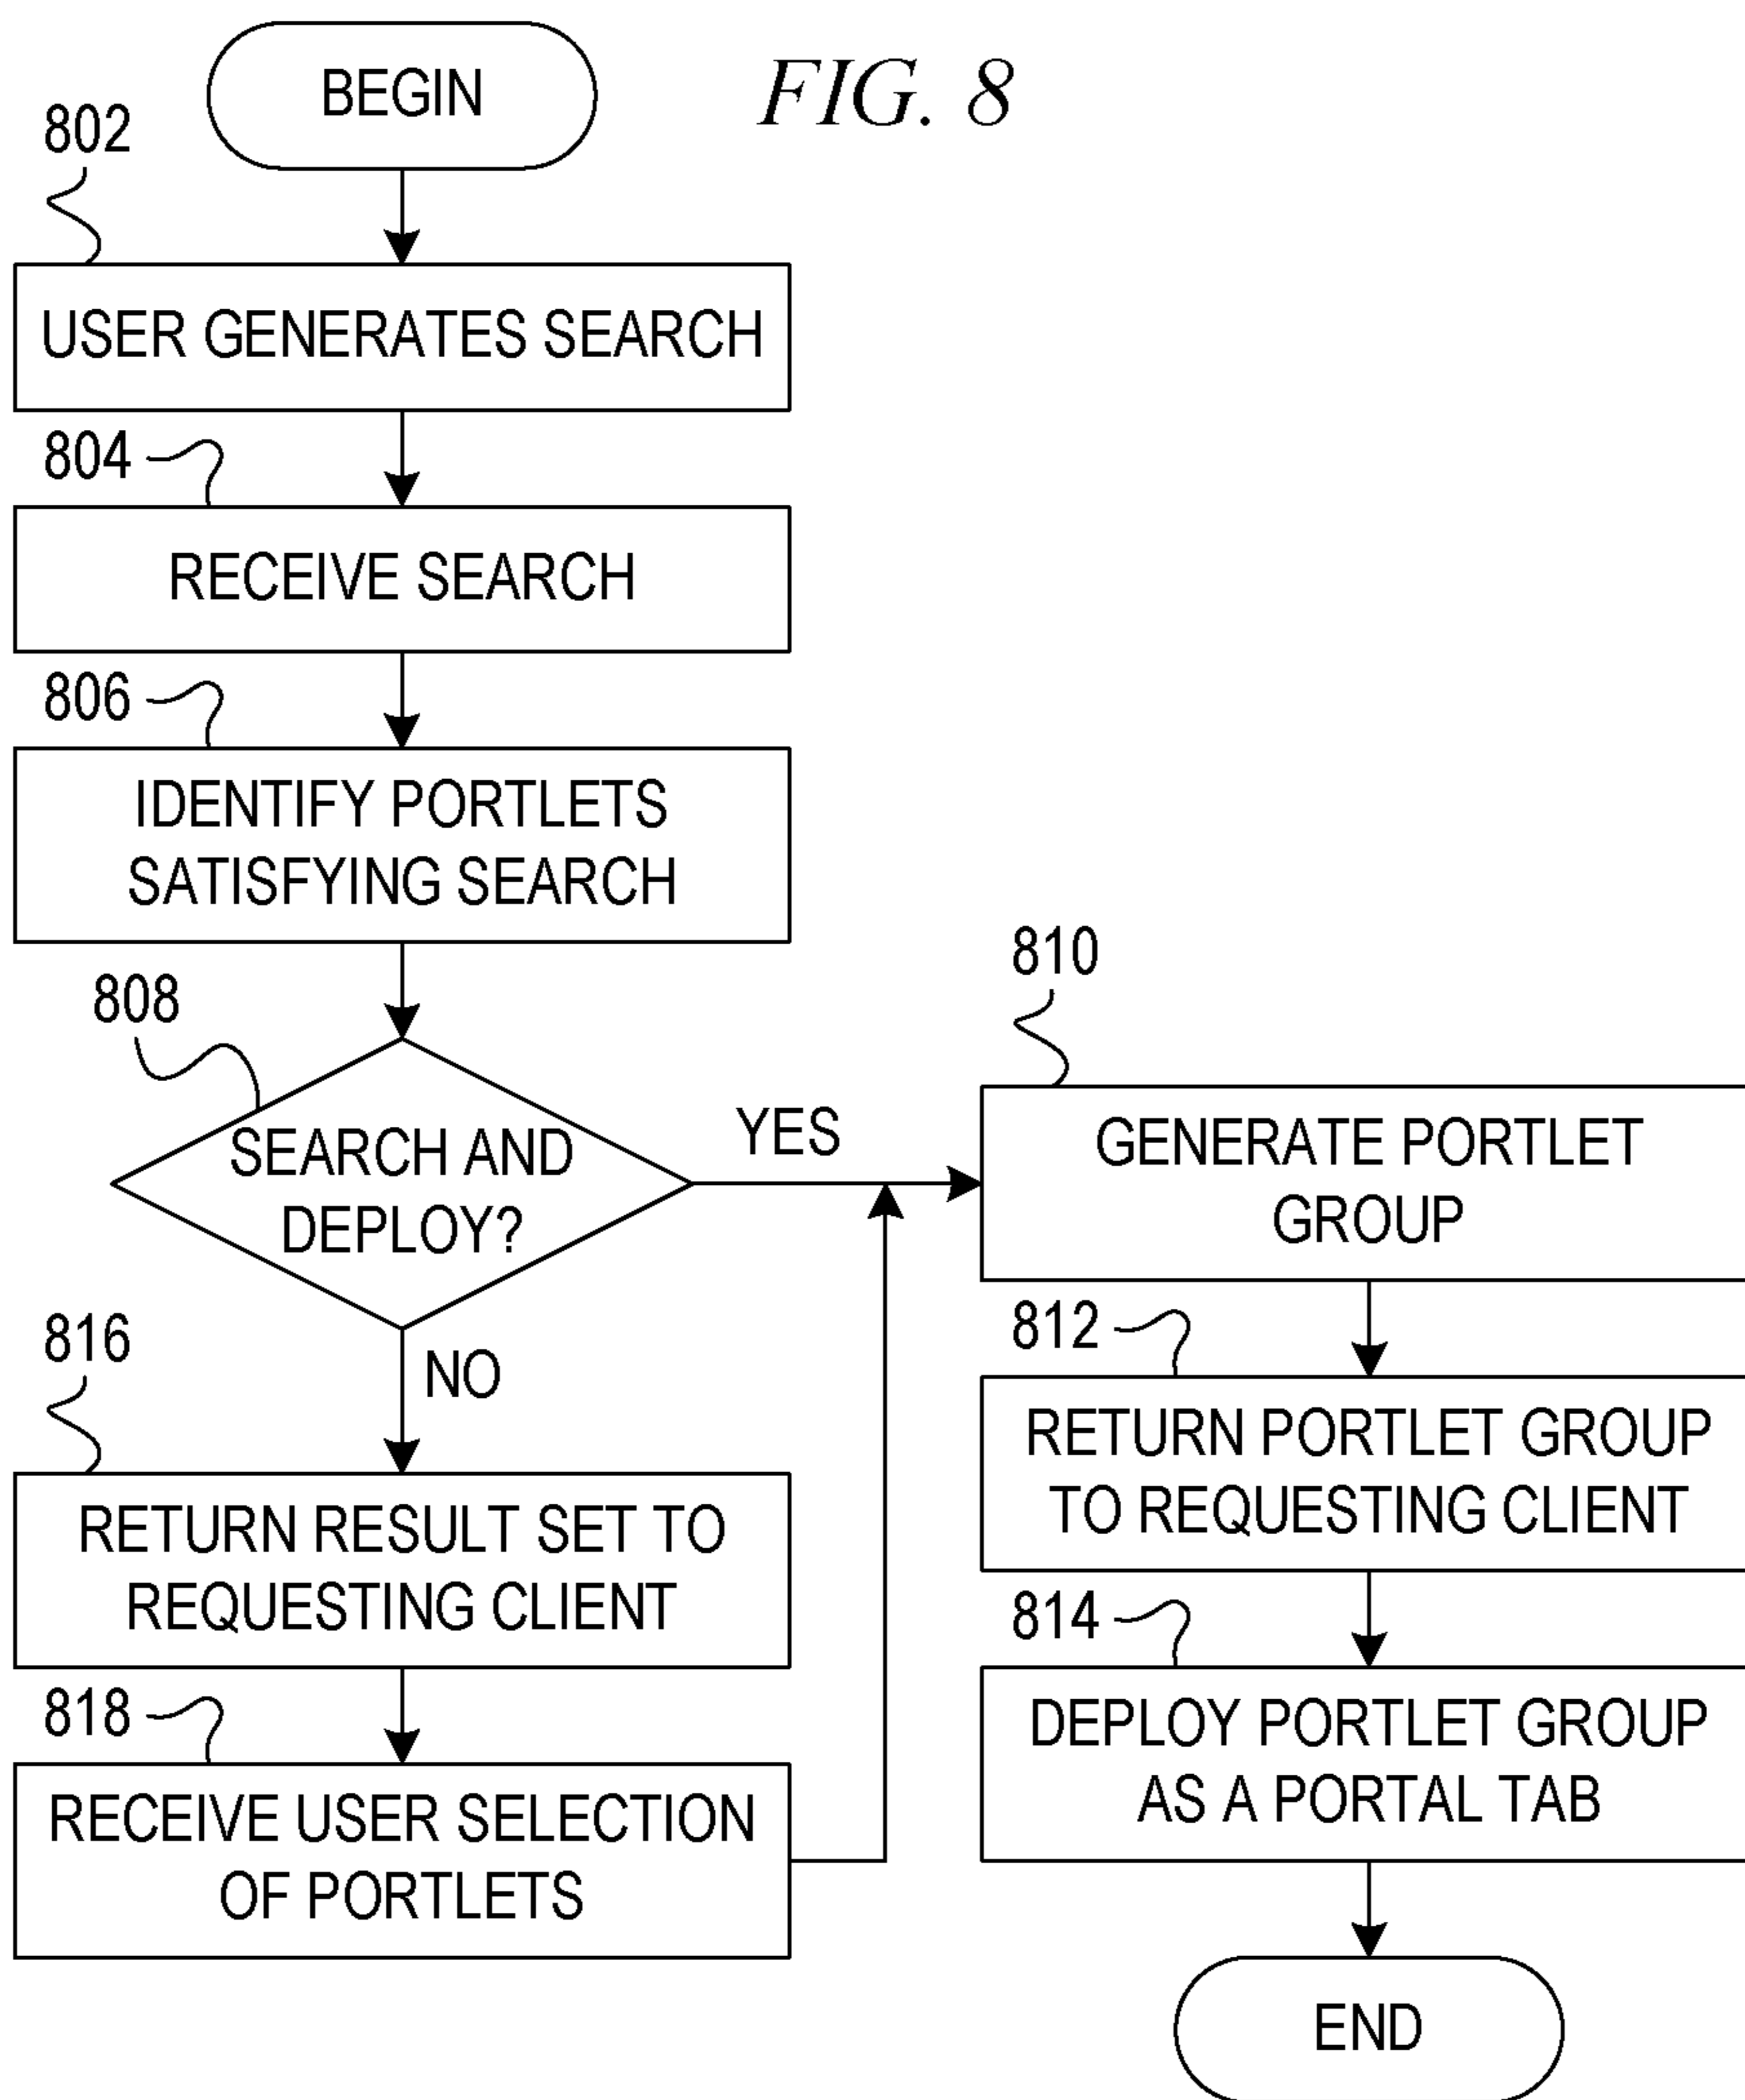 BEGIN
FIG. 8
802
USER GENERATES SEARCH
804
RECEIVE SEARCH
806
IDENTIFY PORTLETS
SATISFYING SEARCH
808
SEARCH AND
DEPLOY?
YES
NO
816
RETURN RESULT SET TO
REQUESTING CLIENT
818
RECEIVE USER SELECTION
OF PORTLETS
810
GENERATE PORTLET
GROUP
812
RETURN PORTLET GROUP
TO REQUESTING CLIENT
814
DEPLOY PORTLET GROUP
AS A PORTAL TAB
END